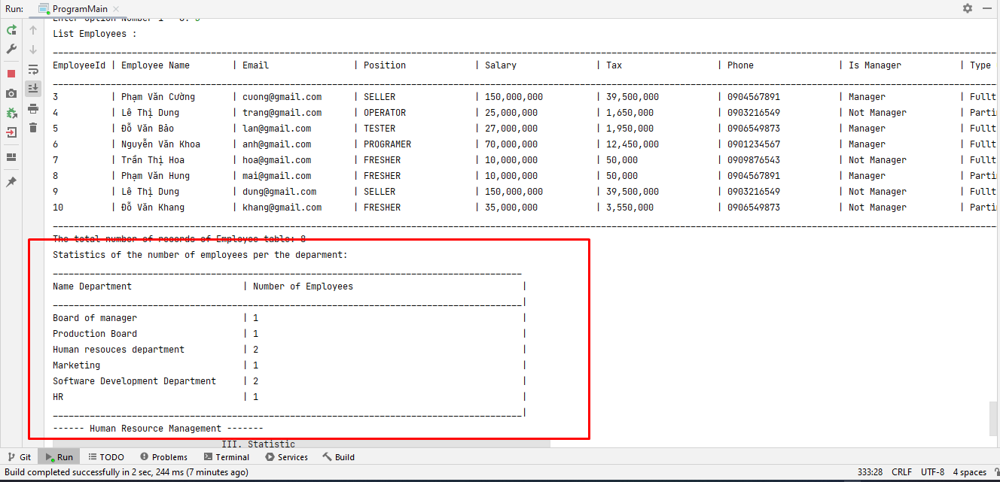 Run: ProgramMain
List Employees :
EmployeeId | Employee Name | Email | Position | Salary | Tax | Phone | Is Manager | Type
3 | Phạm Văn Cường | cuong@gmail.com | SELLER | 150,000,000 | 39,500,000 | 0904567891 | Manager | Fullt
4 | Lê Thị Dung | trang@gmail.com | OPERATOR | 25,000,000 | 1,650,000 | 0903216549 | Not Manager | Parti
5 | Đỗ Văn Bảo | lan@gmail.com | TESTER | 27,000,000 | 1,950,000 | 0906549873 | Manager | Fullt
6 | Nguyễn Văn Khoa | anh@gmail.com | PROGRAMER | 70,000,000 | 12,450,000 | 0901234567 | Manager | Fullt
7 | Trần Thị Hoa | hoa@gmail.com | FRESHER | 10,000,000 | 50,000 | 0909876543 | Not Manager | Fullt
8 | Phạm Văn Hung | mai@gmail.com | FRESHER | 10,000,000 | 50,000 | 0904567891 | Manager | Parti
9 | Lê Thị Dung | dung@gmail.com | SELLER | 150,000,000 | 39,500,000 | 0903216549 | Not Manager | Fullt
10 | Đỗ Văn Khang | khang@gmail.com | FRESHER | 35,000,000 | 3,550,000 | 0906549873 | Not Manager | Parti
The total number of records of Employee table: 8
Statistics of the number of employees per the deparment:
Name Department | Number of Employees |
Board of manager | 1 |
Production Board | 1 |
Human resouces department | 2 |
Marketing | 1 |
Software Development Department | 2 |
HR | 1 |
------ Human Resource Management -------
III. Statistic
Git Run TODO Problems Terminal Services Build
Build completed successfully in 2 sec, 244 ms (7 minutes ago) 333:28 CRLF UTF-8 4 spaces